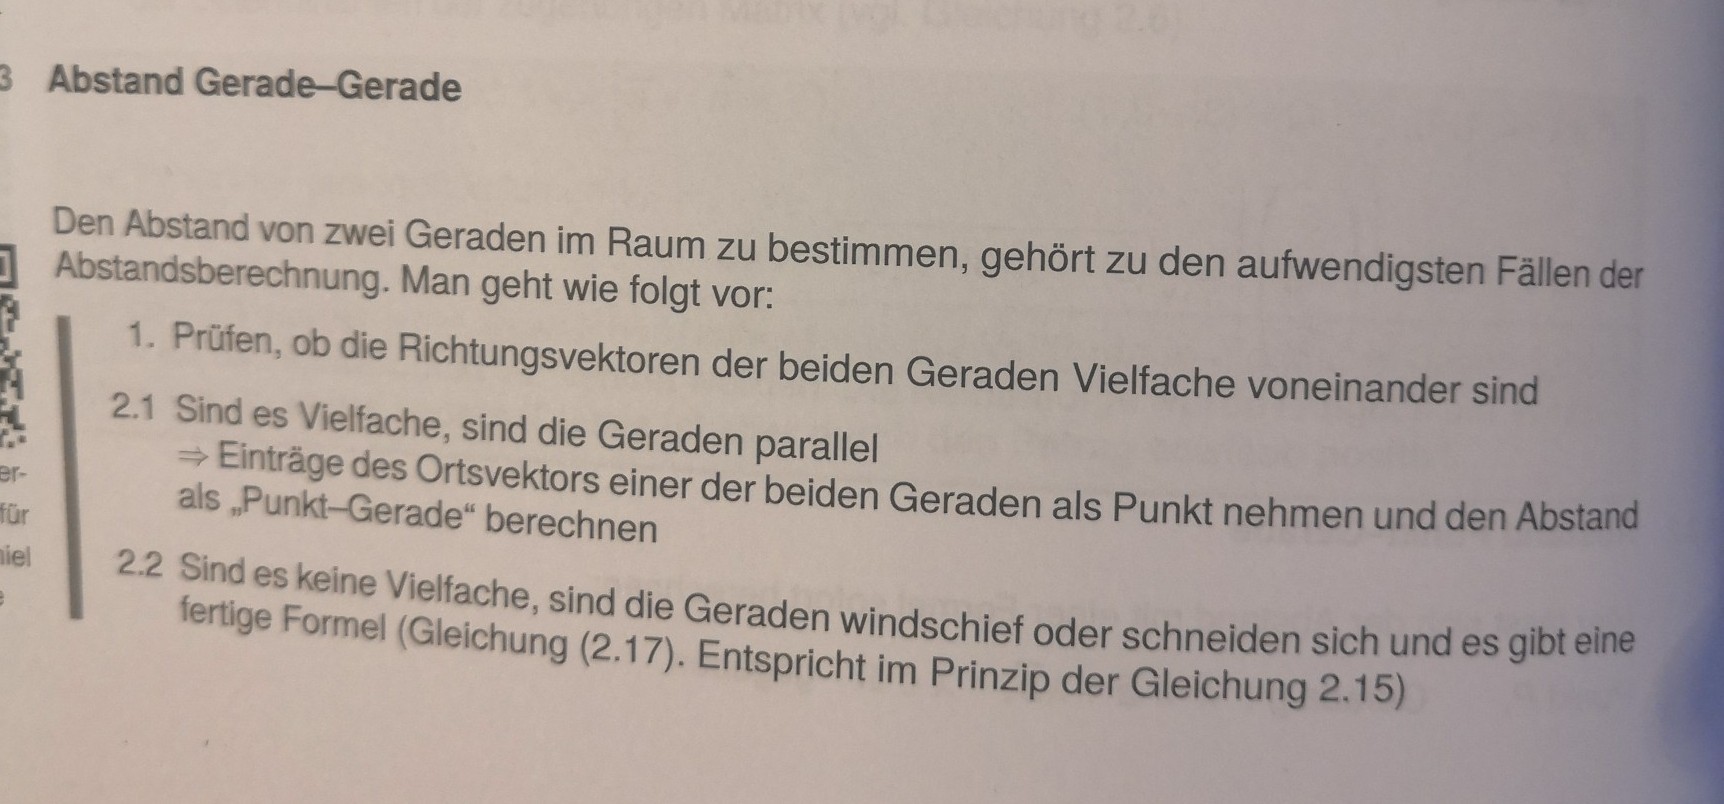 3 Abstand Gerade–Gerade
Den Abstand von zwei Geraden im Raum zu bestimmen, gehört zu den aufwendigsten Fällen der
Abstandsberechnung. Man geht wie folgt vor:
1. Prüfen, ob die Richtungsvektoren der beiden Geraden Vielfache voneinander sind
2.1 Sind es Vielfache, sind die Geraden parallel
⇒ Einträge des Ortsvektors einer der beiden Geraden als Punkt nehmen und den Abstand
als „Punkt–Gerade“ berechnen
2.2 Sind es keine Vielfache, sind die Geraden windschief oder schneiden sich und es gibt eine
fertige Formel (Gleichung (2.17). Entspricht im Prinzip der Gleichung 2.15)
er-
für
niel